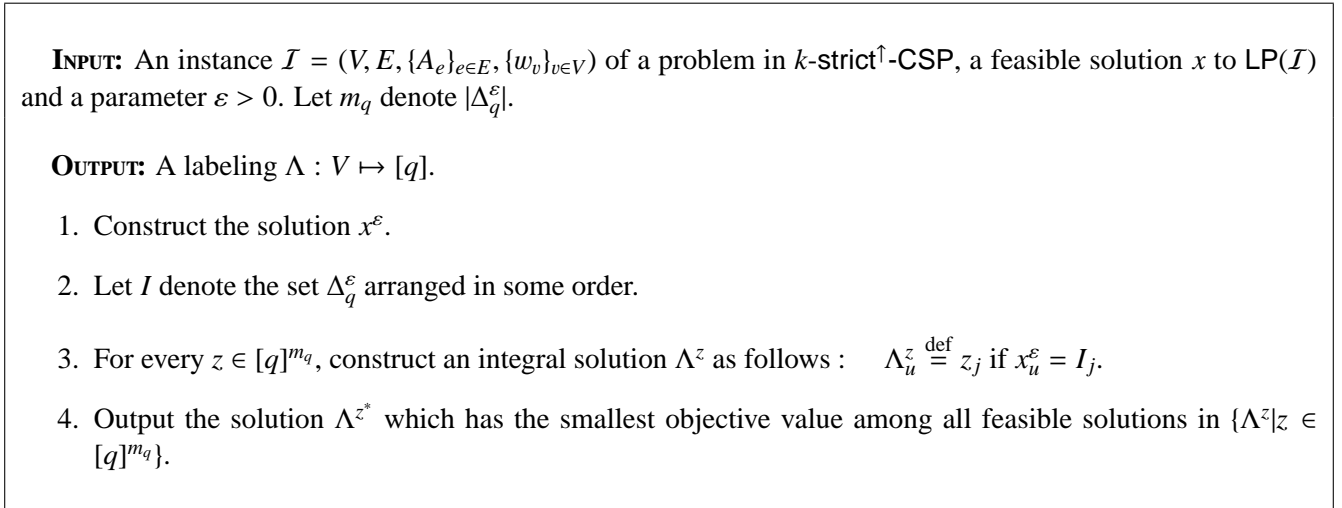 INPUT: An instance ℐ = (V, E, {A_e}_{e∈E}, {w_v}_{v∈V}) of a problem in k-strict^↑-CSP, a feasible solution x to LP(ℐ)
and a parameter ε > 0. Let m_q denote |Δ_q^ε|.
OUTPUT: A labeling Λ : V ↦ [q].
1. Construct the solution x^ε.
2. Let I denote the set Δ_q^ε arranged in some order.
3. For every z ∈ [q]^{m_q}, construct an integral solution Λ^z as follows : Λ_u^z \stackrel{def}{=} z_j if x_u^ε = I_j.
4. Output the solution Λ^{z*} which has the smallest objective value among all feasible solutions in {Λ^z|z ∈
[q]^{m_q}}.